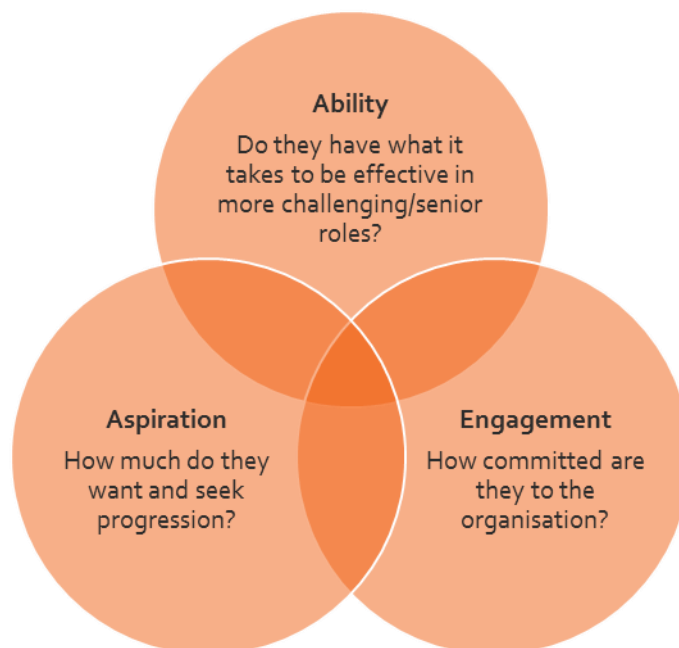 Ability
Do they have what it
takes to be effective in
more challenging/senior
roles?
Aspiration
How much do they
want and seek
progression?
Engagement
How committed are
they to the
organisation?